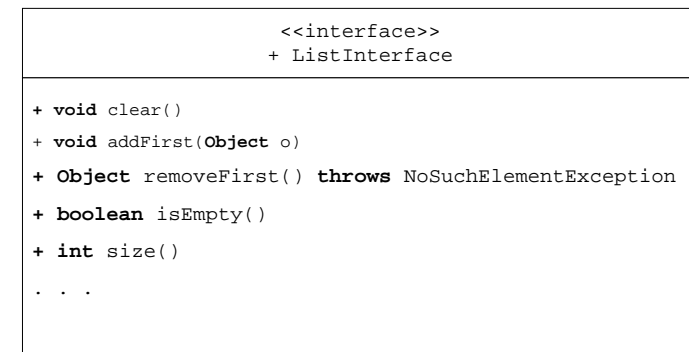 <<interface>>
+ ListInterface
+ void clear()
+ void addFirst(Object o)
+ Object removeFirst() throws NoSuchElementException
+ boolean isEmpty()
+ int size()
. . .